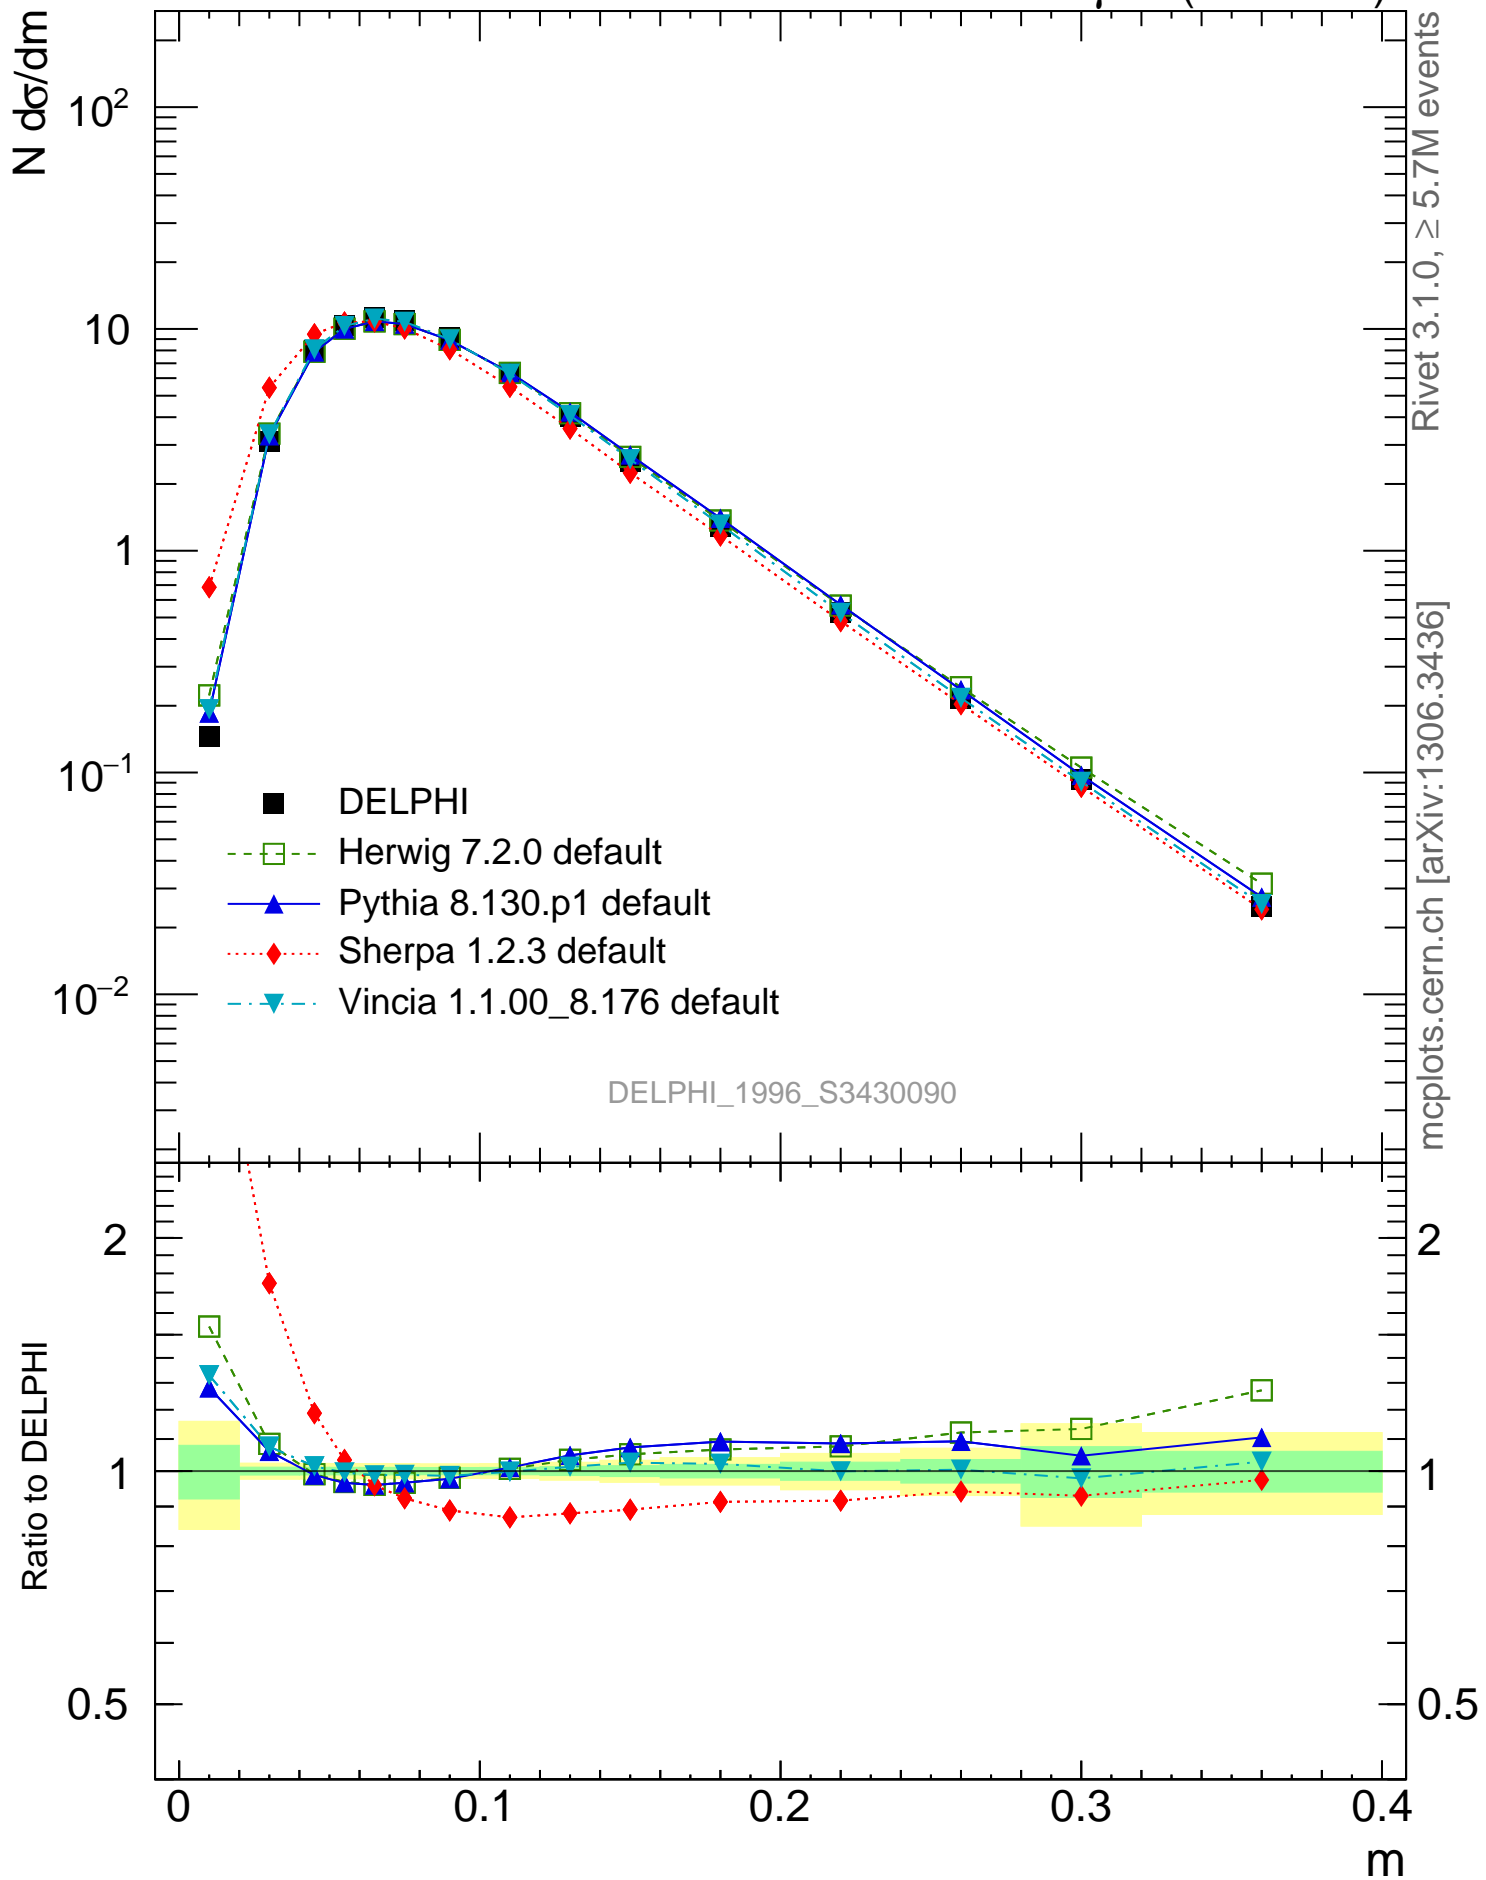 N dσ/dm
10²
10
1
10⁻¹
10⁻²
DELPHI
Herwig 7.2.0 default
Pythia 8.130.p1 default
Sherpa 1.2.3 default
Vincia 1.1.00_8.176 default
DELPHI_1996_S3430090
Rivet 3.1.0, ≥ 5.7M events
mcplots.cern.ch [arXiv:1306.3436]
Ratio to DELPHI
2
1
0.5
2
1
0.5
0
0.1
0.2
0.3
0.4
m